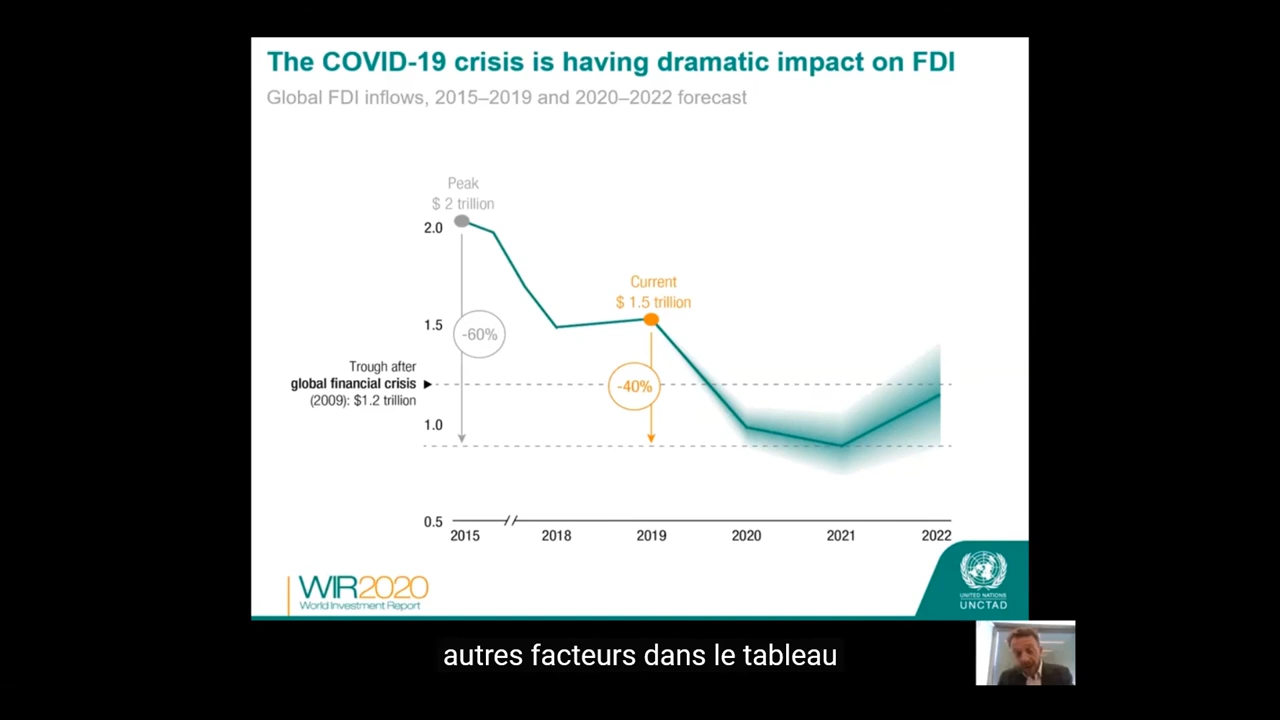 The COVID-19 crisis is having dramatic impact on FDI
Global FDI inflows, 2015–2019 and 2020–2022 forecast
Peak
$ 2 trillion
2.0
Current
$ 1.5 trillion
1.5
-60%
Trough after
global financial crisis
(2009): $1.2 trillion
-40%
1.0
0.5
2015
2018
2019
2020
2021
2022
WIR2020
World Investment Report
UNITED NATIONS
UNCTAD
autres facteurs dans le tableau